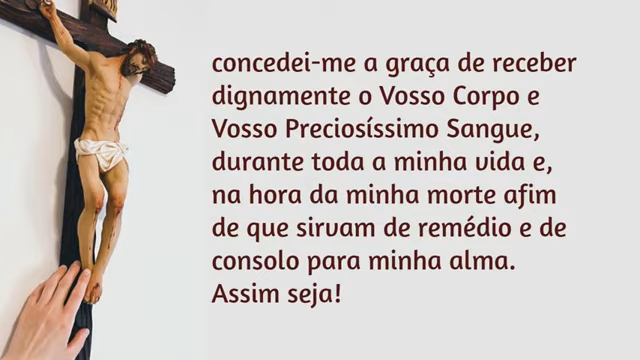 concedei-me a graça de receber
dignamente o Vosso Corpo e
Vosso Preciosíssimo Sangue,
durante toda a minha vida e,
na hora da minha morte afim
de que sirvam de remédio e de
consolo para minha alma.
Assim seja!